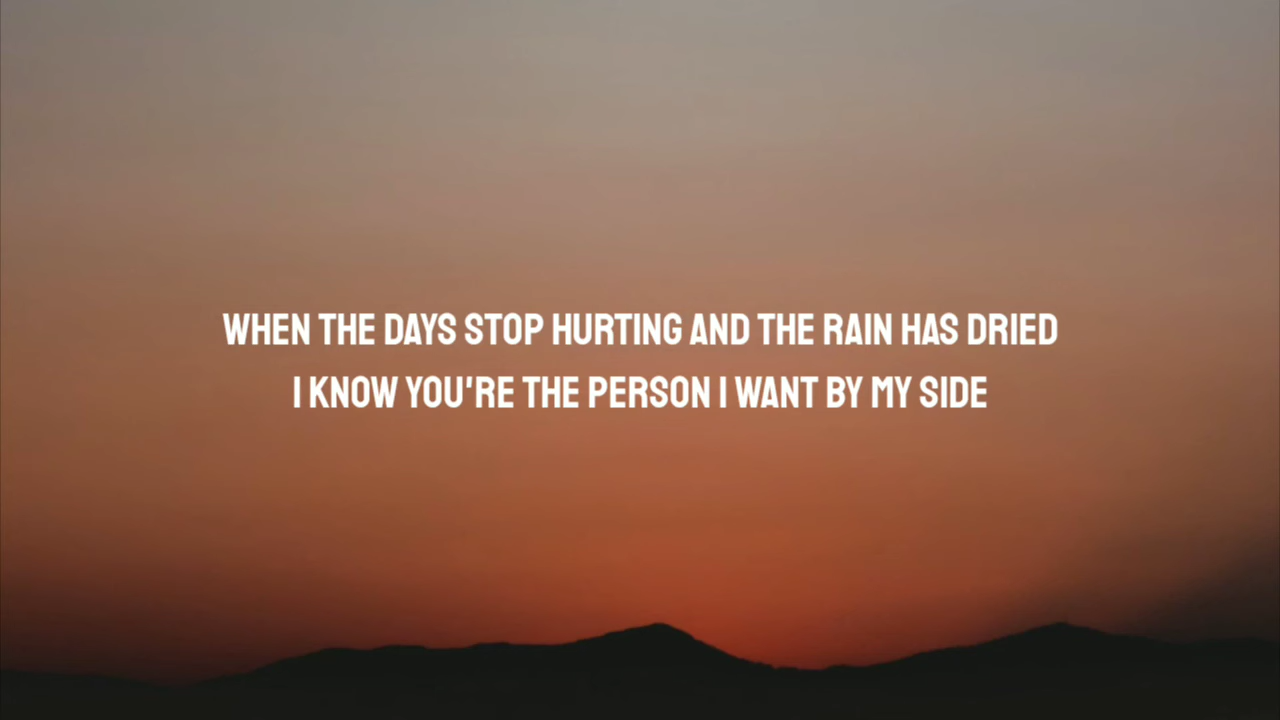 WHEN THE DAYS STOP HURTING AND THE RAIN HAS DRIED
I KNOW YOU'RE THE PERSON I WANT BY MY SIDE